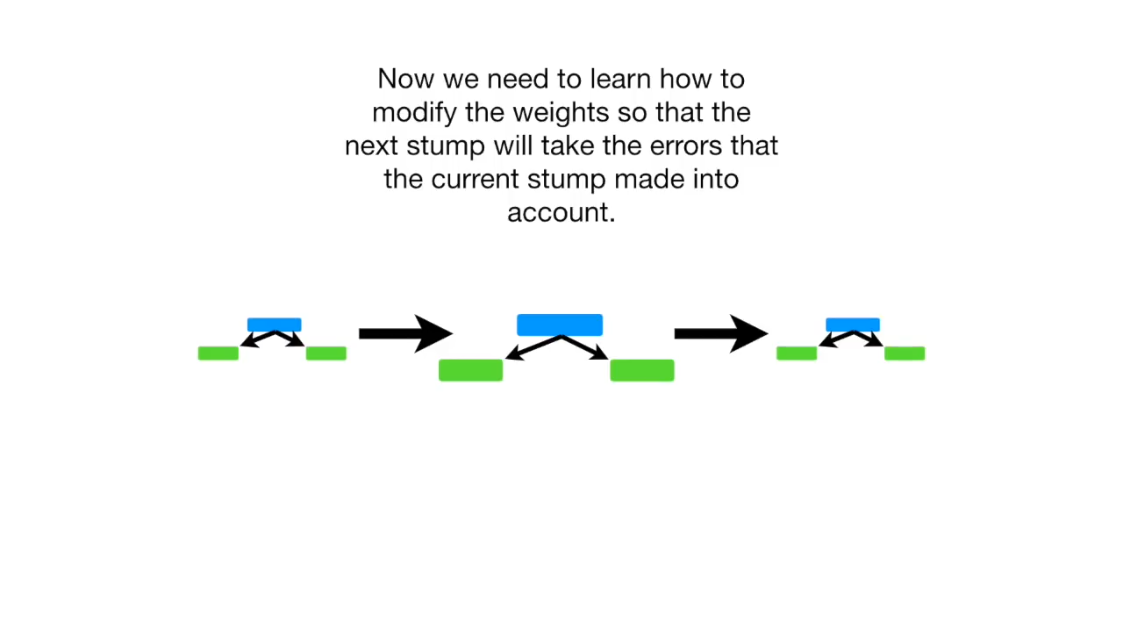 Now we need to learn how to
modify the weights so that the
next stump will take the errors that
the current stump made into
account.